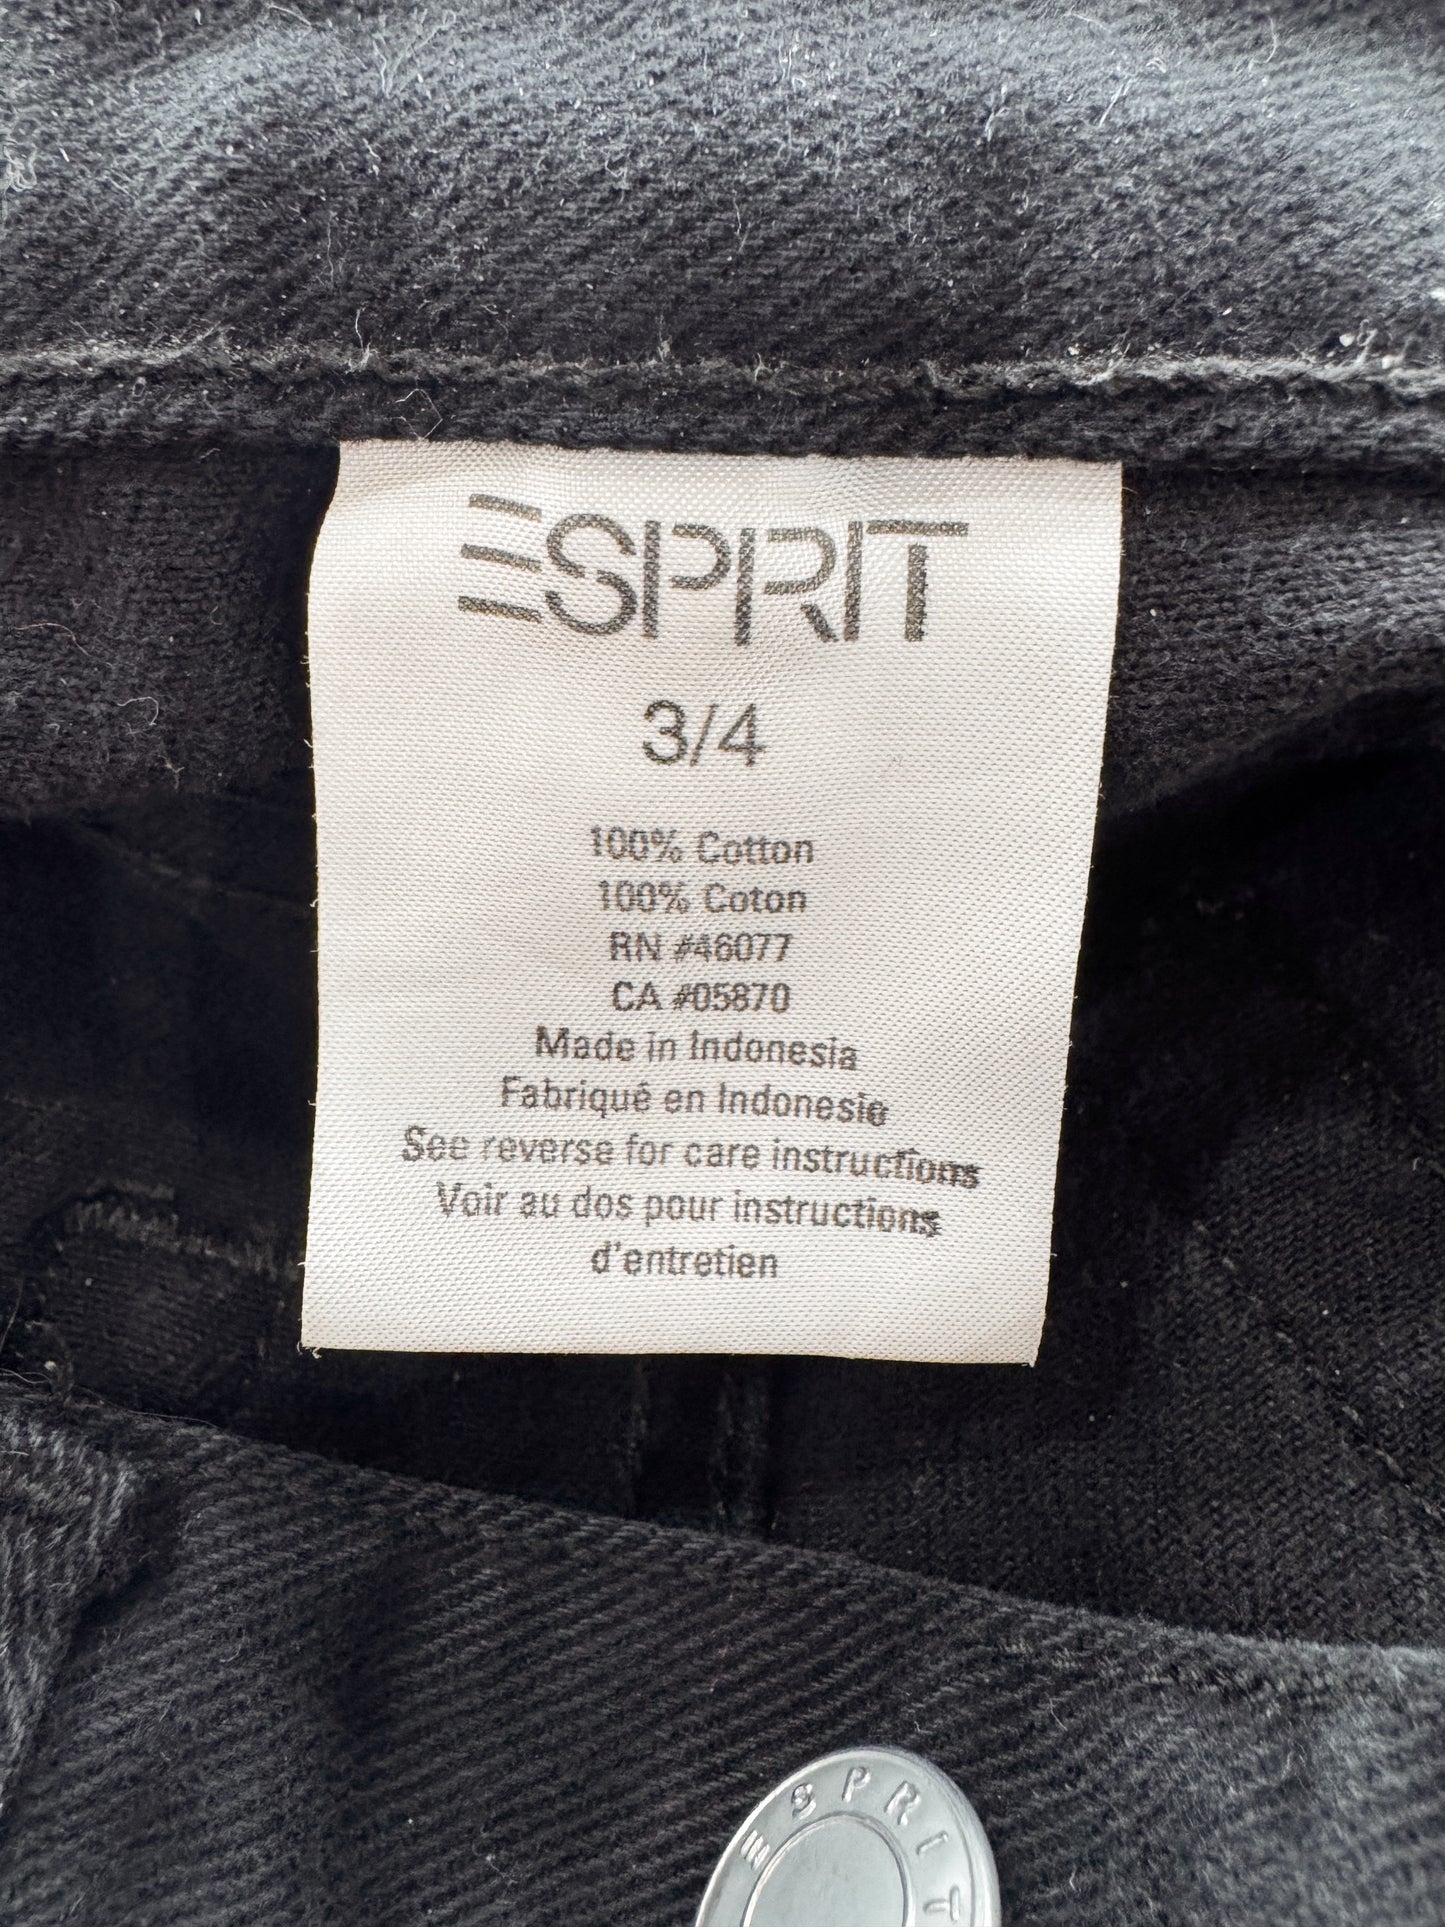 ESPRIT
3/4
100% Cotton
100% Coton
RN #46077
CA #05870
Made in Indonesia
Fabriqué en Indonesie
See reverse for care instructions
Voir au dos pour instructions
d'entretien
ESPRIT